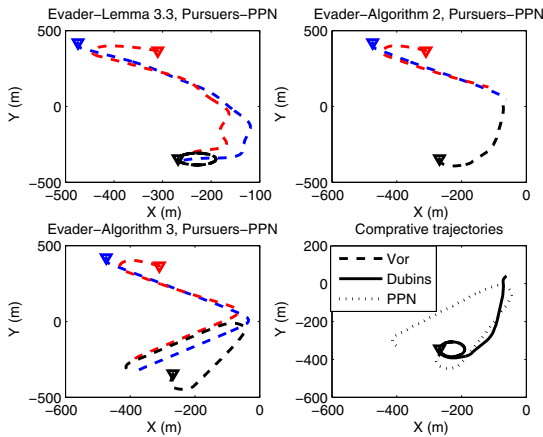 Evader-Lemma 3.3, Pursuers-PPN
500
0
-500
Y (m)
-500 -400 -300 -200 -100
X (m)
Evader-Algorithm 2, Pursuers-PPN
500
0
-500
Y (m)
-600 -400 -200 0
X (m)
Evader-Algorithm 3, Pursuers-PPN
500
0
-500
Y (m)
-600 -400 -200 0
X (m)
Comprative trajectories
200
0
-200
-400
-600
Y (m)
-600 -400 -200 0
X (m)
Vor
Dubins
PPN